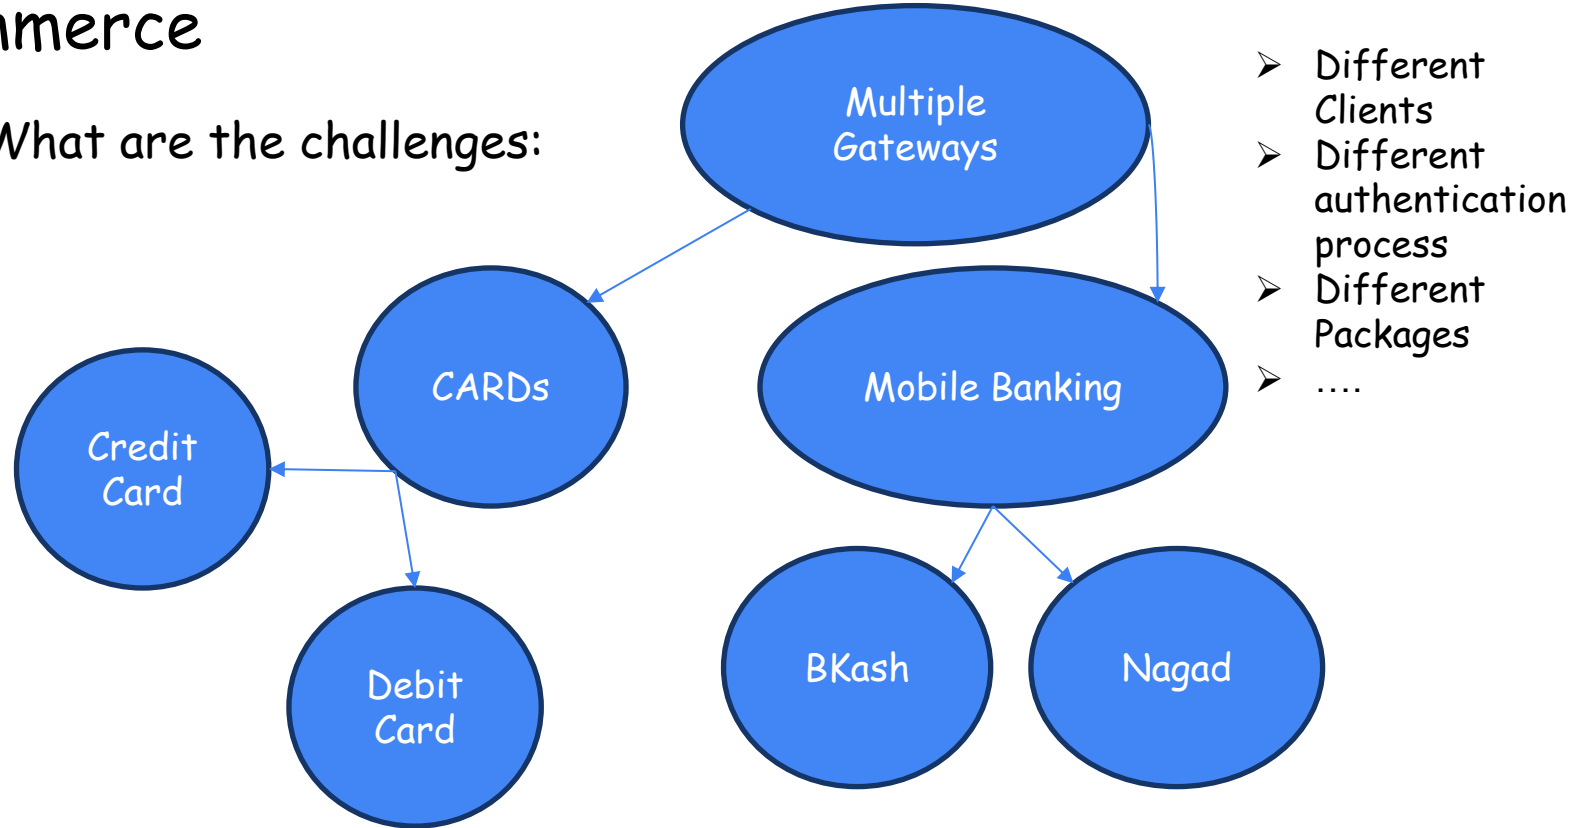 mmerce
What are the challenges:
Multiple
Gateways
➢ Different
Clients
➢ Different
authentication
process
➢ Different
Packages
➢ ....
CARDs
Mobile Banking
Credit
Card
Debit
Card
BKash
Nagad